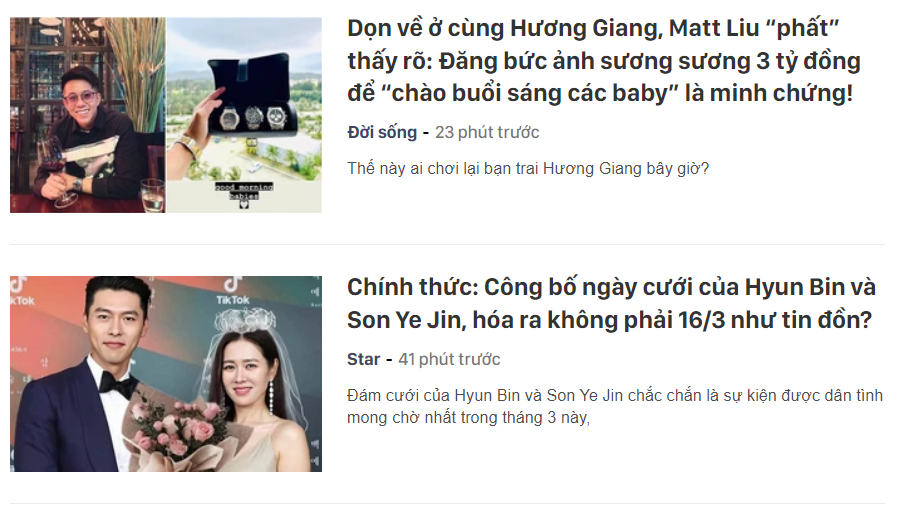 Dọn về ở cùng Hương Giang, Matt Liu “phất”
thấy rõ: Đăng bức ảnh sương sương 3 tỷ đồng
để “chào buổi sáng các baby” là minh chứng!
Đời sống - 23 phút trước
Thế này ai chơi lại bạn trai Hương Giang bây giờ?
good morning
babies
TikTok
TikTok
Chính thức: Công bố ngày cưới của Hyun Bin và
Son Ye Jin, hóa ra không phải 16/3 như tin đồn?
Star - 41 phút trước
Đám cưới của Hyun Bin và Son Ye Jin chắc chắn là sự kiện được dân tình
mong chờ nhất trong tháng 3 này,